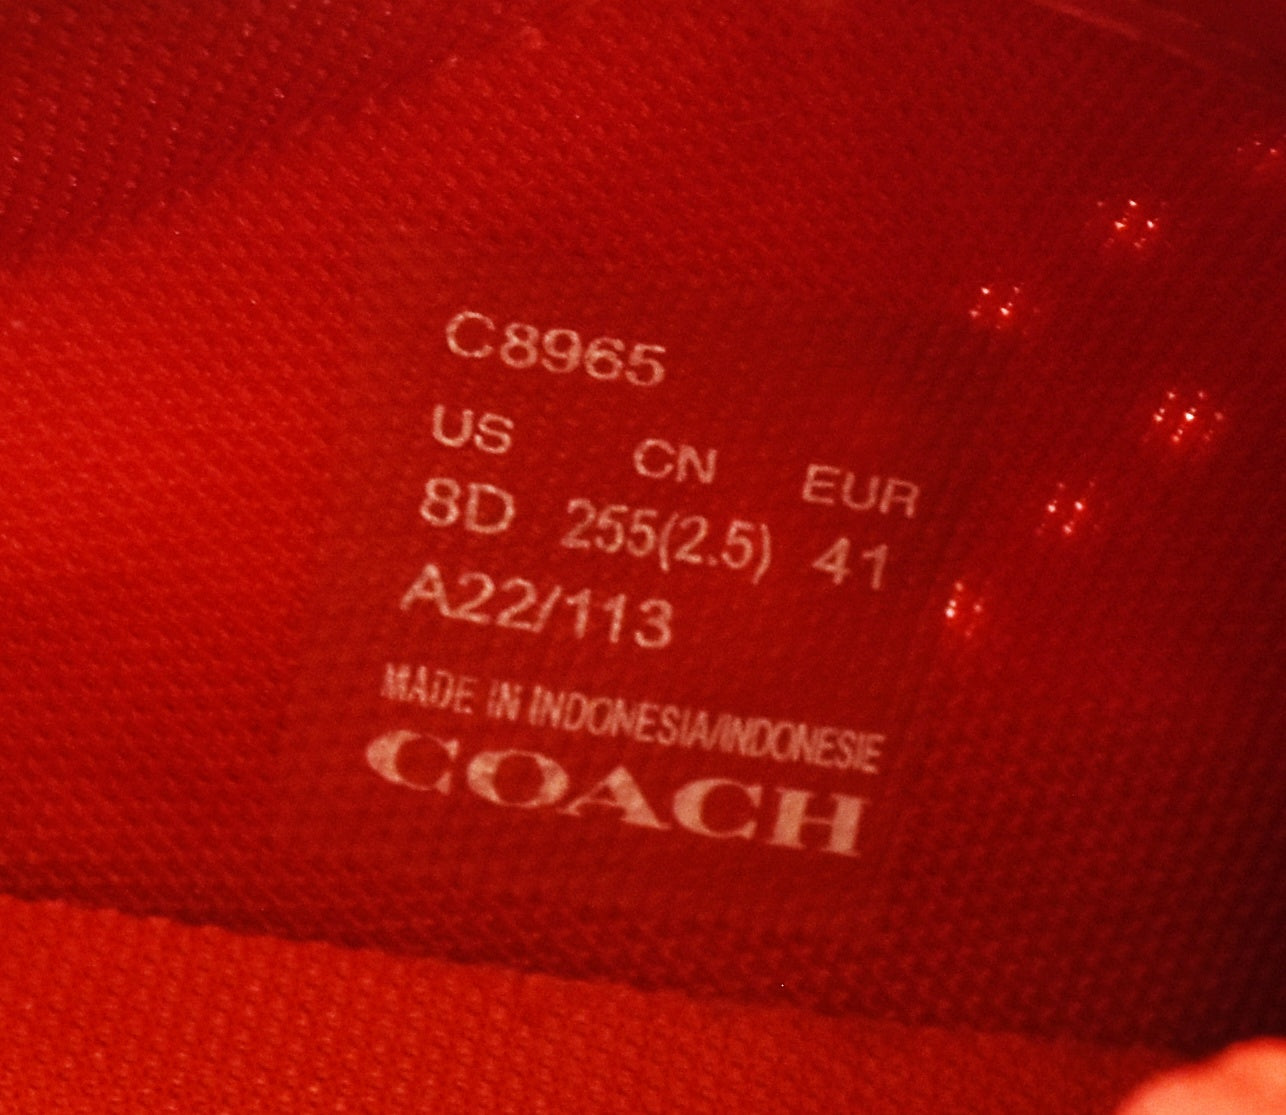 C8965
US CN EUR
8D 255(2.5) 41
A22/113
MADE IN INDONESIA/INDONESIE
COACH